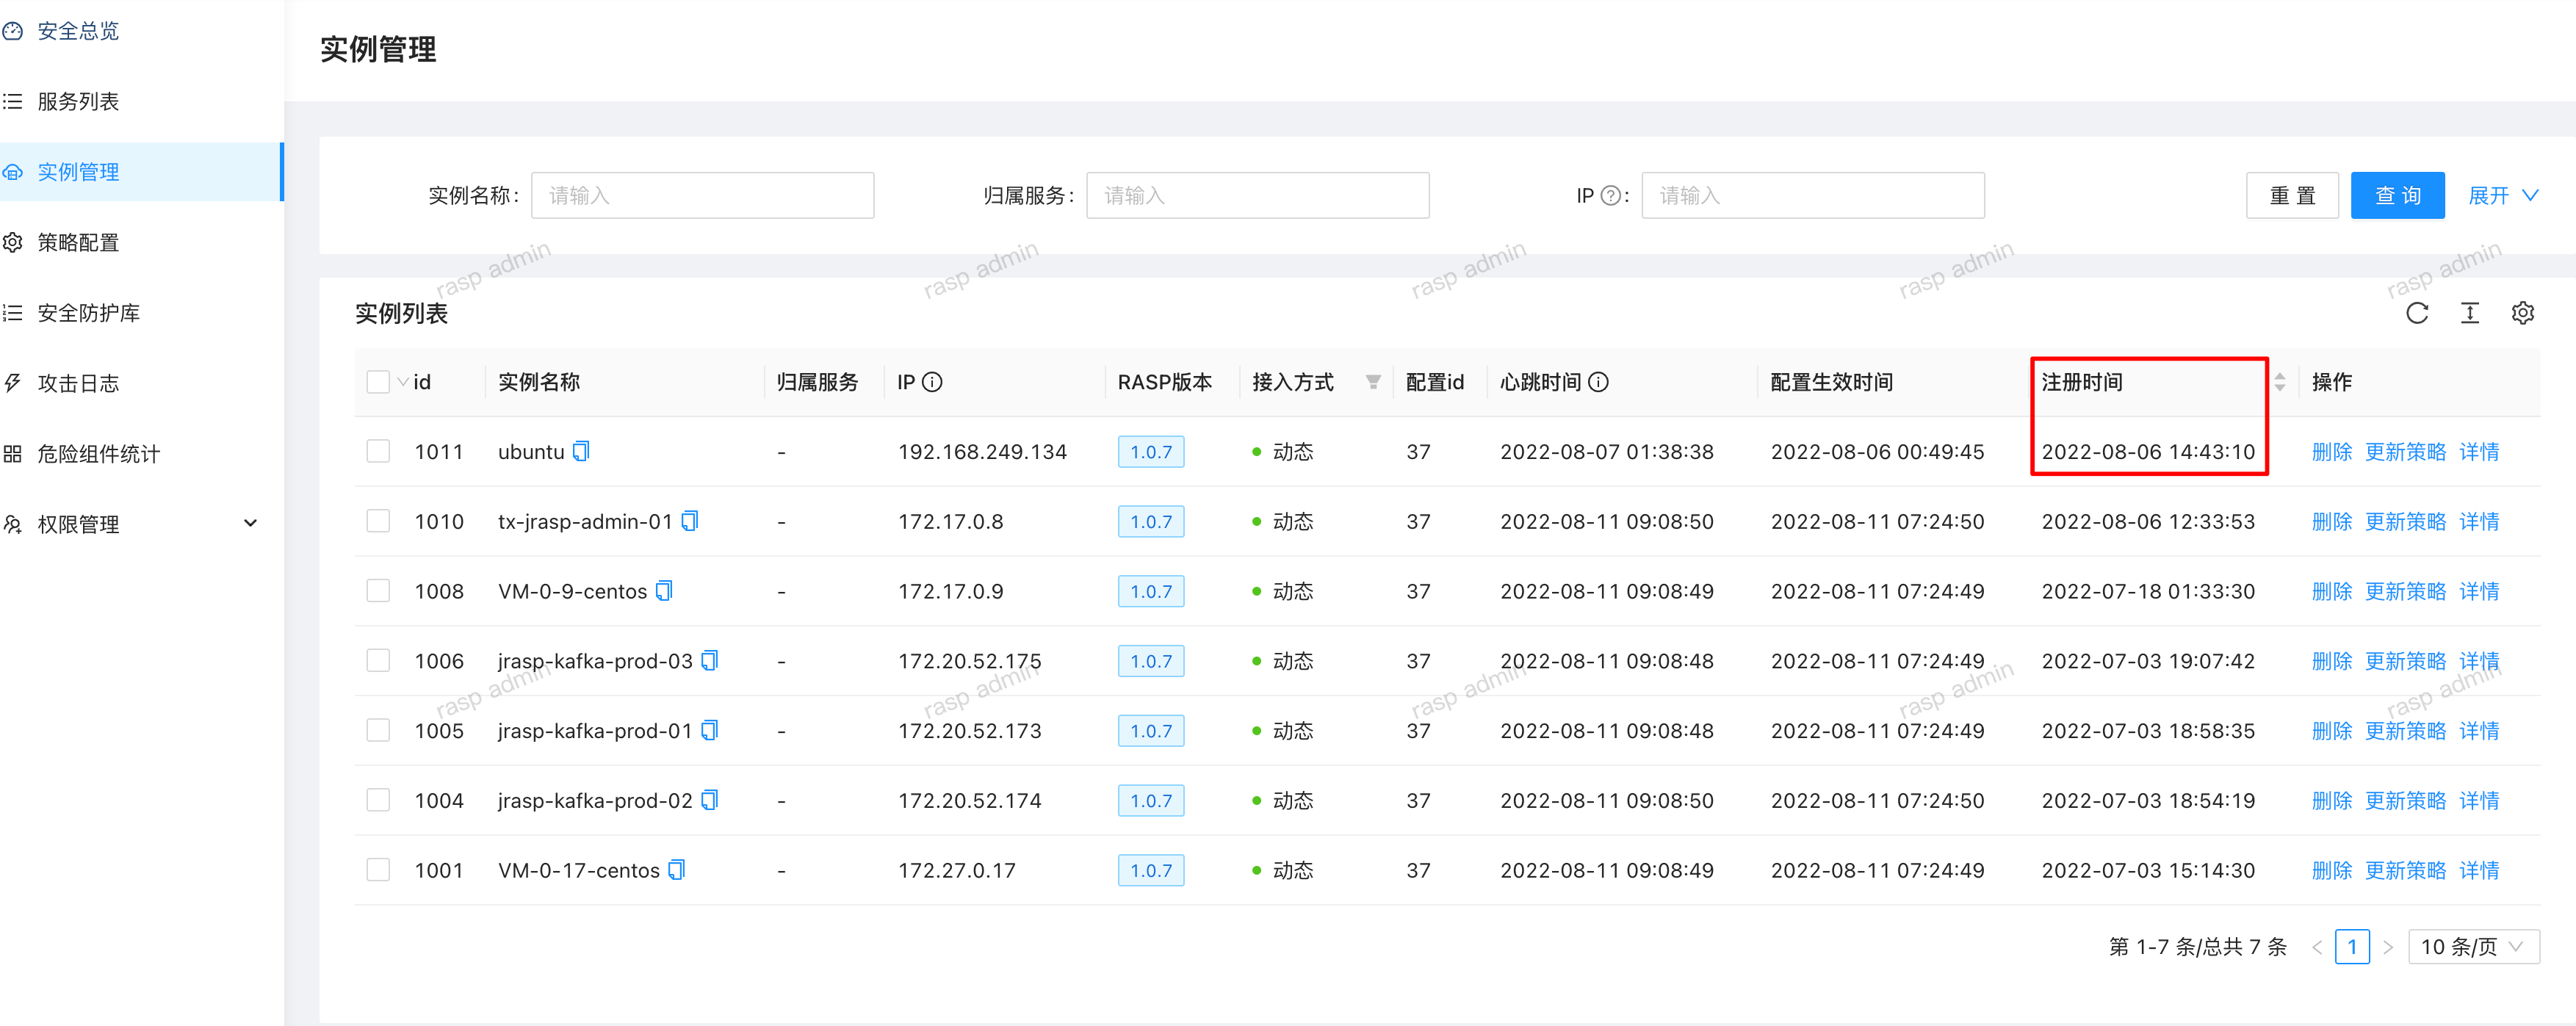 安全总览
服务列表
实例管理
策略配置
安全防护库
攻击日志
危险组件统计
权限管理
实例管理
实例名称: 请输入 归属服务: 请输入 IP : 请输入 重 置 查 询 展开
rasp admin rasp admin rasp admin rasp admin rasp admin
实例列表
id 实例名称 归属服务 IP RASP版本 接入方式 配置id 心跳时间 配置生效时间 注册时间 操作
1011 ubuntu - 192.168.249.134 1.0.7 动态 37 2022-08-07 01:38:38 2022-08-06 00:49:45 2022-08-06 14:43:10 删除 更新策略 详情
1010 tx-jrasp-admin-01 - 172.17.0.8 1.0.7 动态 37 2022-08-11 09:08:50 2022-08-11 07:24:50 2022-08-06 12:33:53 删除 更新策略 详情
1008 VM-0-9-centos - 172.17.0.9 1.0.7 动态 37 2022-08-11 09:08:49 2022-08-11 07:24:49 2022-07-18 01:33:30 删除 更新策略 详情
1006 jrasp-kafka-prod-03 - 172.20.52.175 1.0.7 动态 37 2022-08-11 09:08:48 2022-08-11 07:24:49 2022-07-03 19:07:42 删除 更新策略 详情
rasp admin rasp admin rasp admin rasp admin rasp admin
1005 jrasp-kafka-prod-01 - 172.20.52.173 1.0.7 动态 37 2022-08-11 09:08:48 2022-08-11 07:24:49 2022-07-03 18:58:35 删除 更新策略 详情
1004 jrasp-kafka-prod-02 - 172.20.52.174 1.0.7 动态 37 2022-08-11 09:08:50 2022-08-11 07:24:50 2022-07-03 18:54:19 删除 更新策略 详情
1001 VM-0-17-centos - 172.27.0.17 1.0.7 动态 37 2022-08-11 09:08:49 2022-08-11 07:24:49 2022-07-03 15:14:30 删除 更新策略 详情
第 1-7 条/总共 7 条 < 1 > 10 条/页